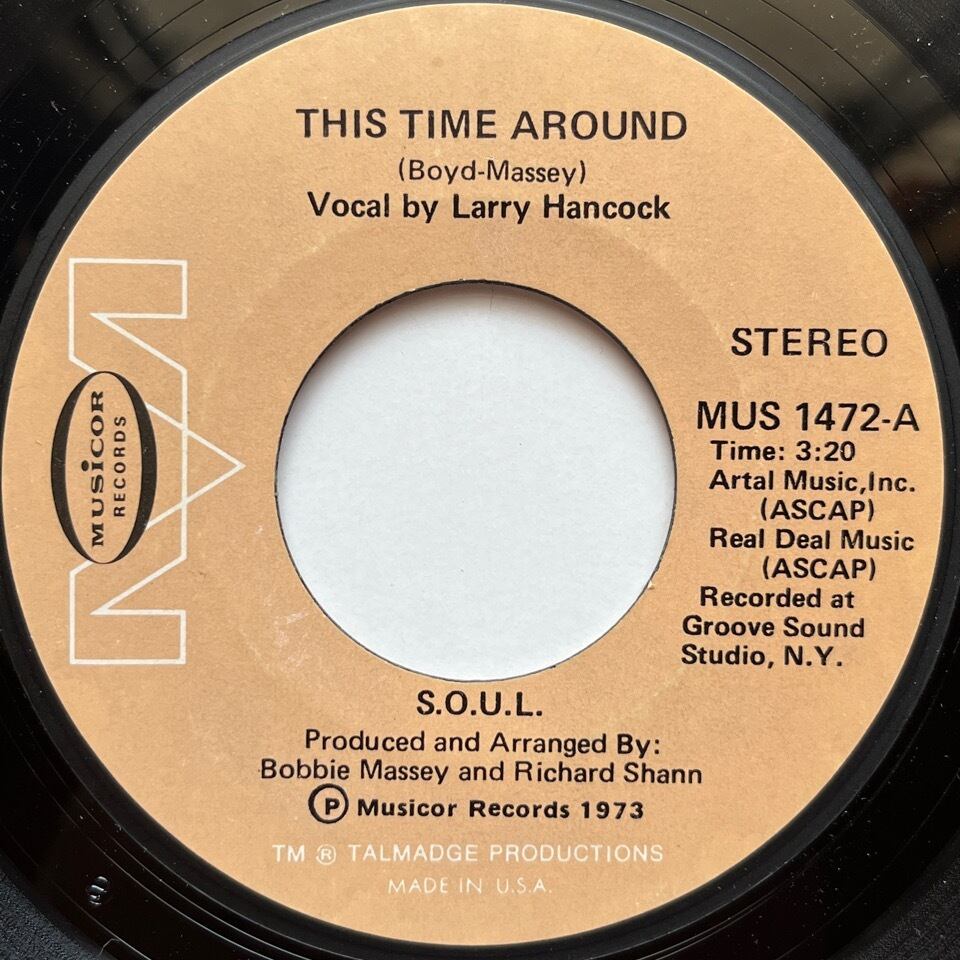 THIS TIME AROUND
(Boyd-Massey)
Vocal by Larry Hancock
STEREO
MUS 1472-A
Time: 3:20
Artal Music,Inc.
(ASCAP)
Real Deal Music
(ASCAP)
Recorded at
Groove Sound
Studio, N.Y.
MUSICOR
RECORDS
S.O.U.L.
Produced and Arranged By:
Bobbie Massey and Richard Shann
Ⓟ Musicor Records 1973
TM ® TALMADGE PRODUCTIONS
MADE IN U.S.A.